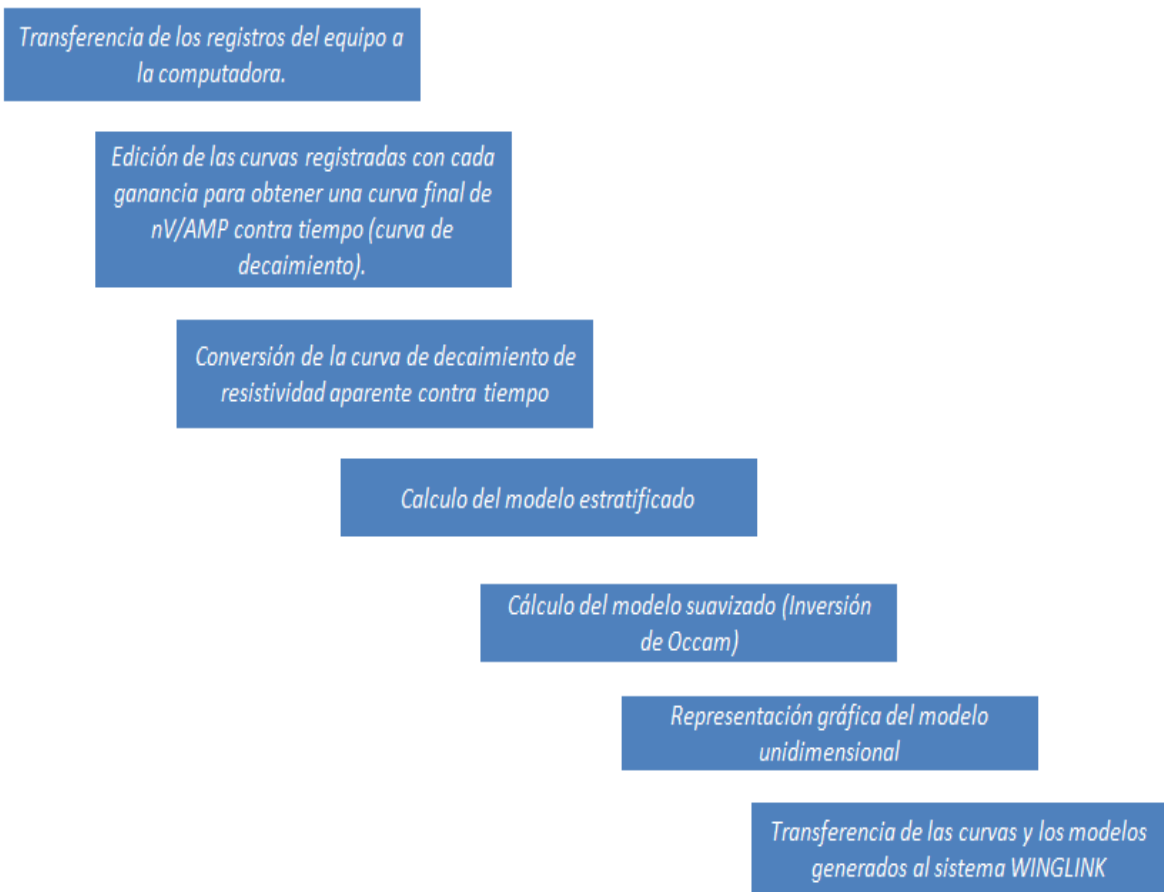 Transferencia de los registros del equipo a
la computadora.
Edición de las curvas registradas con cada
ganancia para obtener una curva final de
nV/AMP contra tiempo (curva de
decaimiento).
Conversión de la curva de decaimiento de
resistividad aparente contra tiempo
Calculo del modelo estratificado
Cálculo del modelo suavizado (Inversión
de Occam)
Representación gráfica del modelo
unidimensional
Transferencia de las curvas y los modelos
generados al sistema WINGLINK